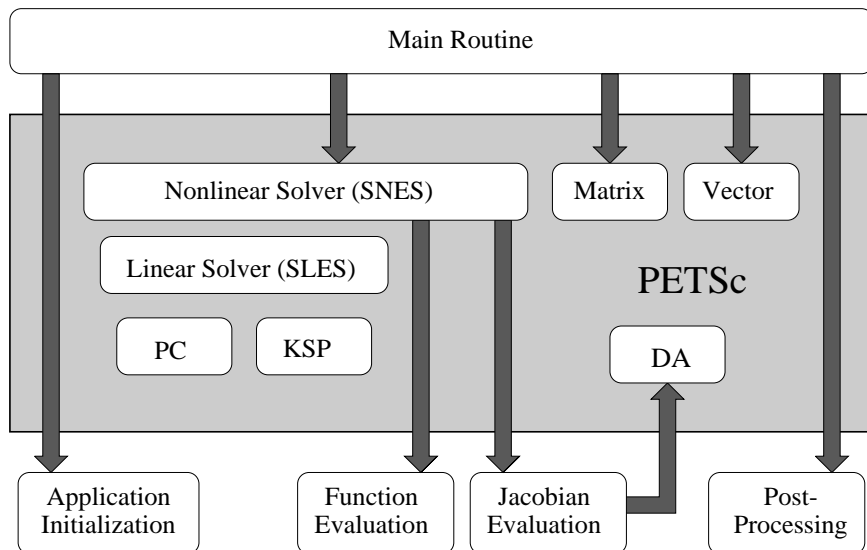 Main Routine
Nonlinear Solver (SNES)
Matrix
Vector
Linear Solver (SLES)
PETSc
PC
KSP
DA
Application
Initialization
Function
Evaluation
Jacobian
Evaluation
Post-
Processing